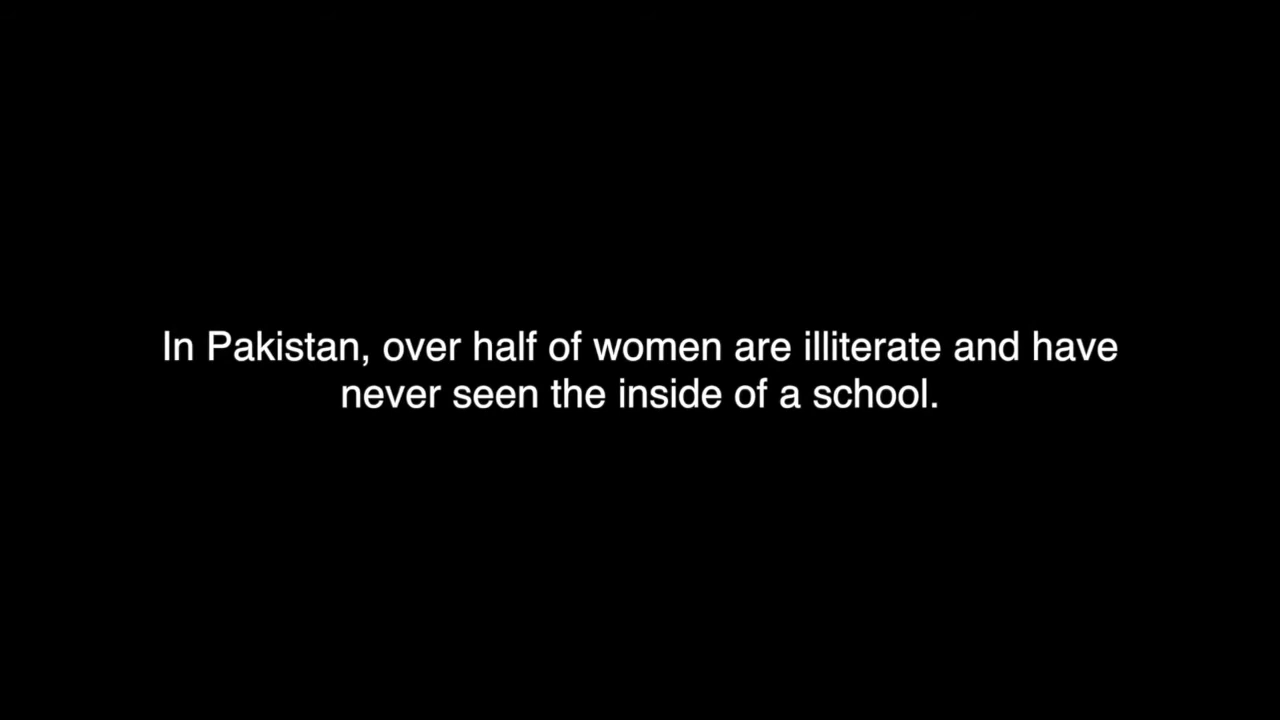 In Pakistan, over half of women are illiterate and have
never seen the inside of a school.